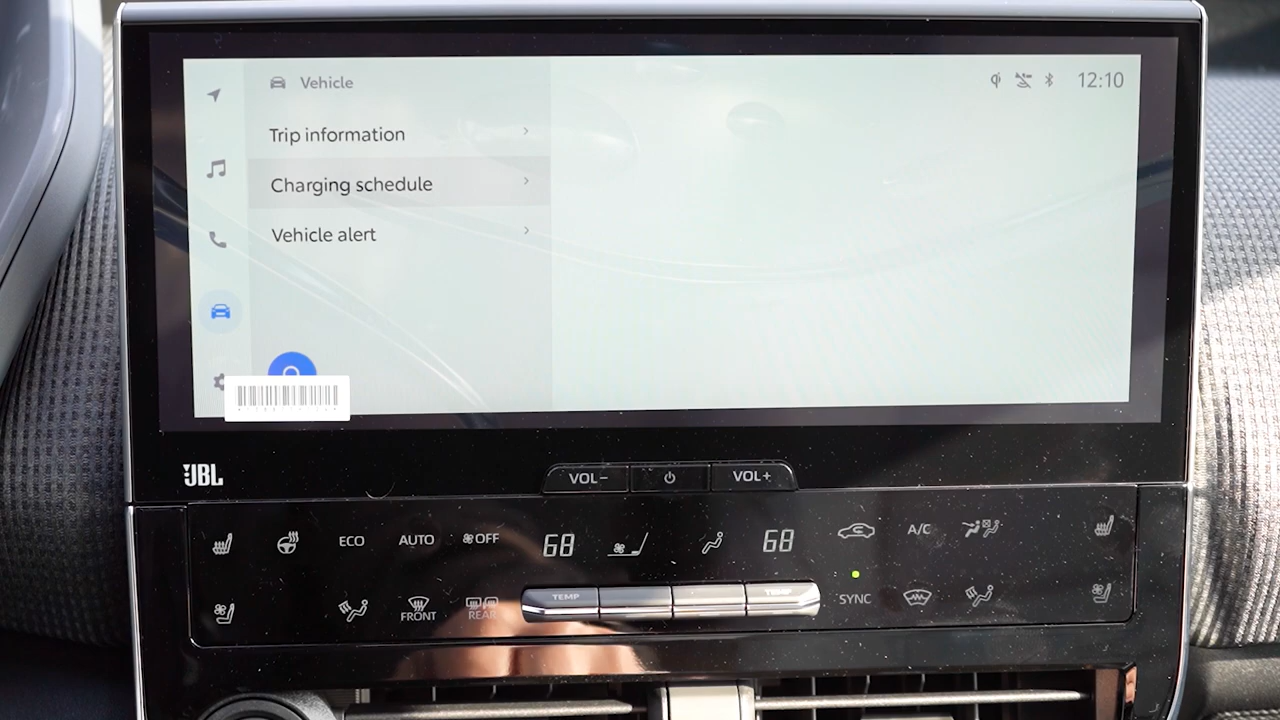 Vehicle
12:10
Trip information
Charging schedule
Vehicle alert
JBL
VOL−
VOL+
ECO
AUTO
OFF
68
68
A/C
TEMP
TEMP
SYNC
FRONT
REAR